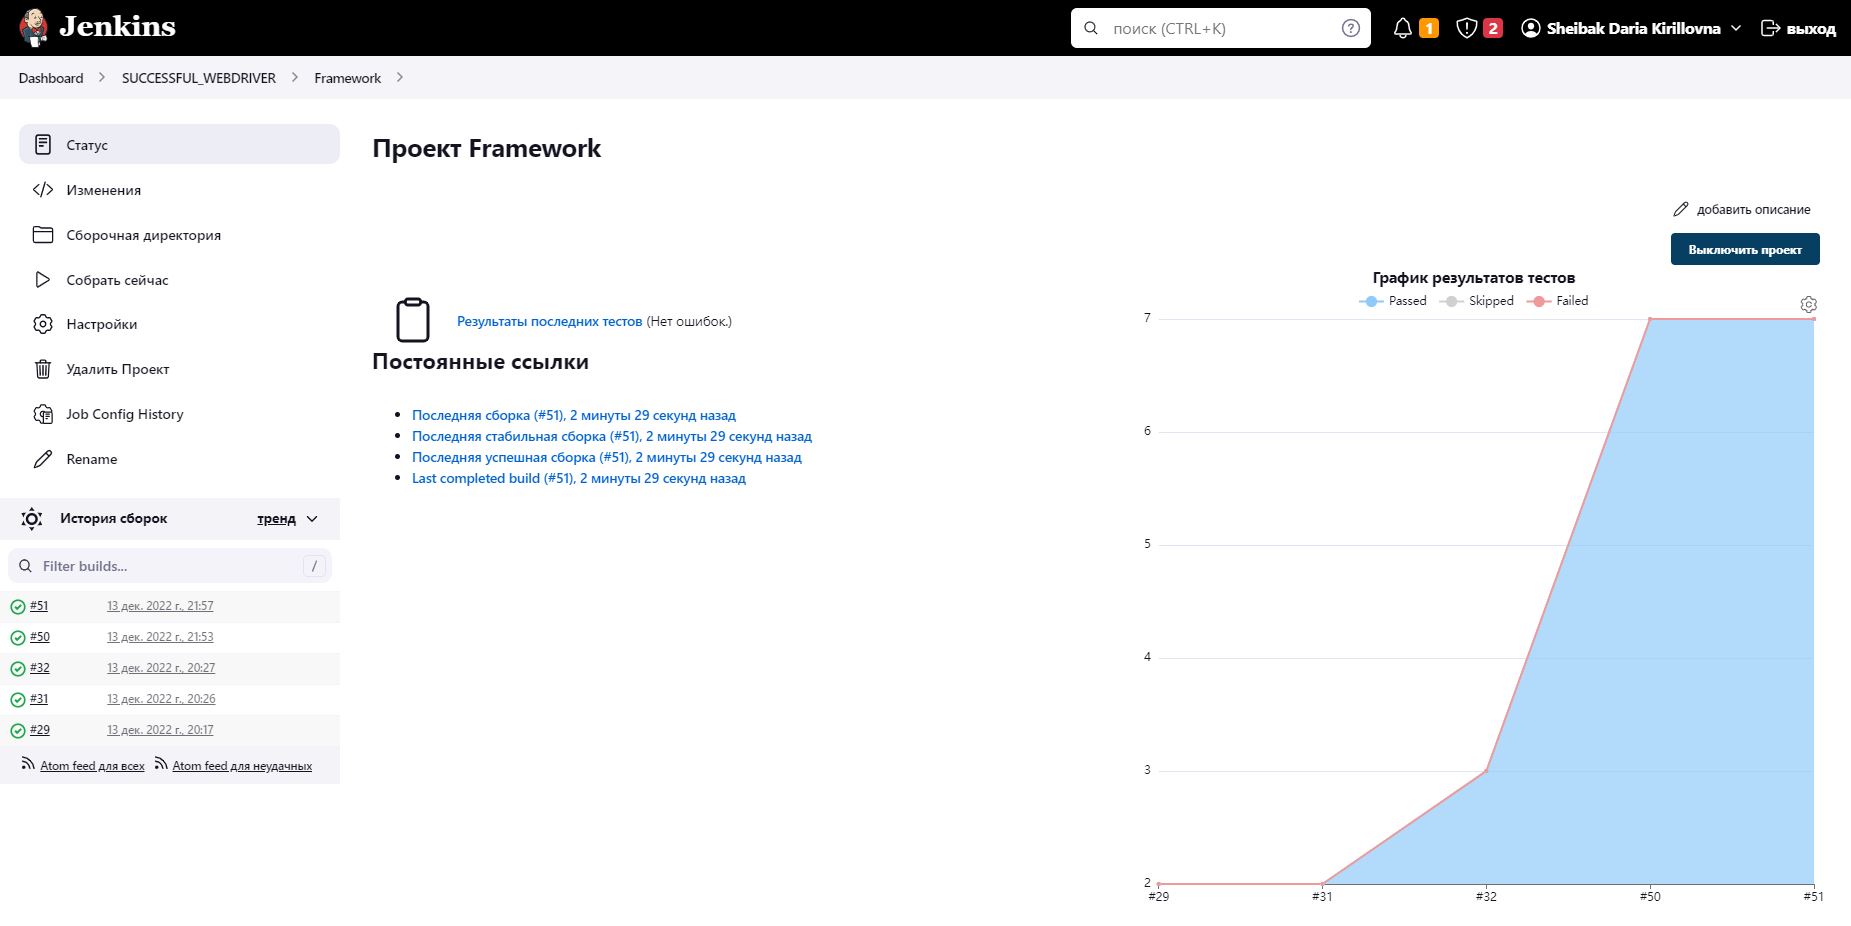 Jenkins
поиск (CTRL+K)
1
2
Sheibak Daria Kirillovna
выход
Dashboard
SUCCESSFUL_WEBDRIVER
Framework
Статус
Изменения
Сборочная директория
Собрать сейчас
Настройки
Удалить Проект
Job Config History
Rename
История сборок
тренд
Filter builds...
/
#51 13 дек. 2022 г., 21:57
#50 13 дек. 2022 г., 21:53
#32 13 дек. 2022 г., 20:27
#31 13 дек. 2022 г., 20:26
#29 13 дек. 2022 г., 20:17
Atom feed для всех Atom feed для неудачных
Проект Framework
добавить описание
Выключить проект
Результаты последних тестов (Нет ошибок.)
Постоянные ссылки
Последняя сборка (#51), 2 минуты 29 секунд назад
Последняя стабильная сборка (#51), 2 минуты 29 секунд назад
Последняя успешная сборка (#51), 2 минуты 29 секунд назад
Last completed build (#51), 2 минуты 29 секунд назад
График результатов тестов
Passed Skipped Failed
7
6
5
4
3
2
#29 #31 #32 #50 #51